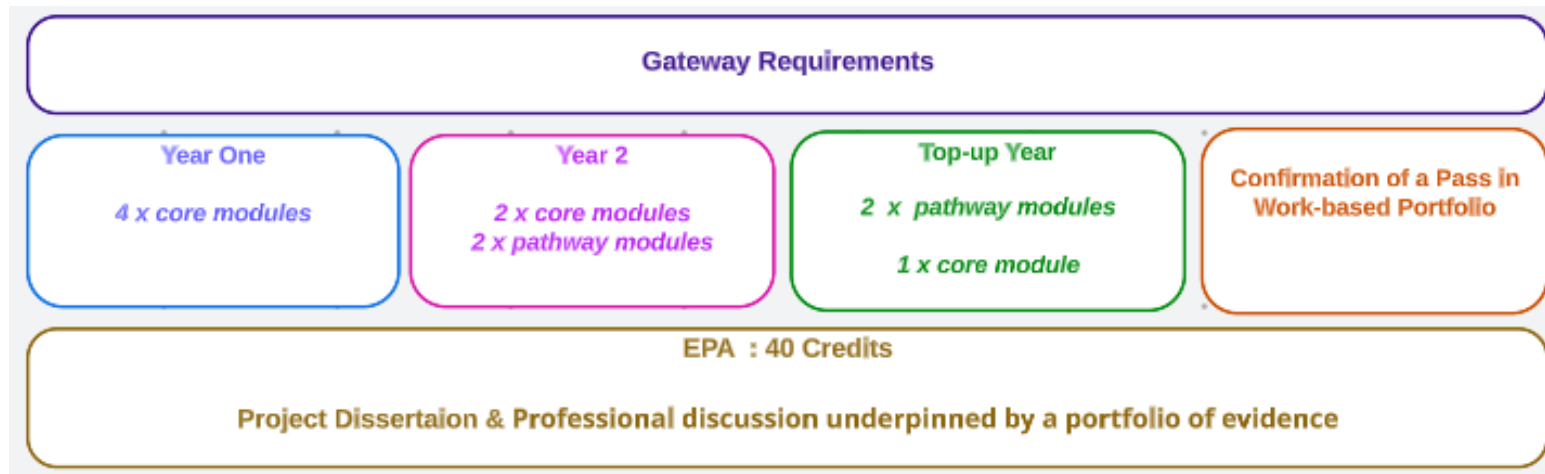 Gateway Requirements
Year One
4 x core modules
Year 2
2 x core modules
2 x pathway modules
Top-up Year
2 x pathway modules
1 x core module
Confirmation of a Pass in
Work-based Portfolio
EPA : 40 Credits
Project Dissertaion & Professional discussion underpinned by a portfolio of evidence